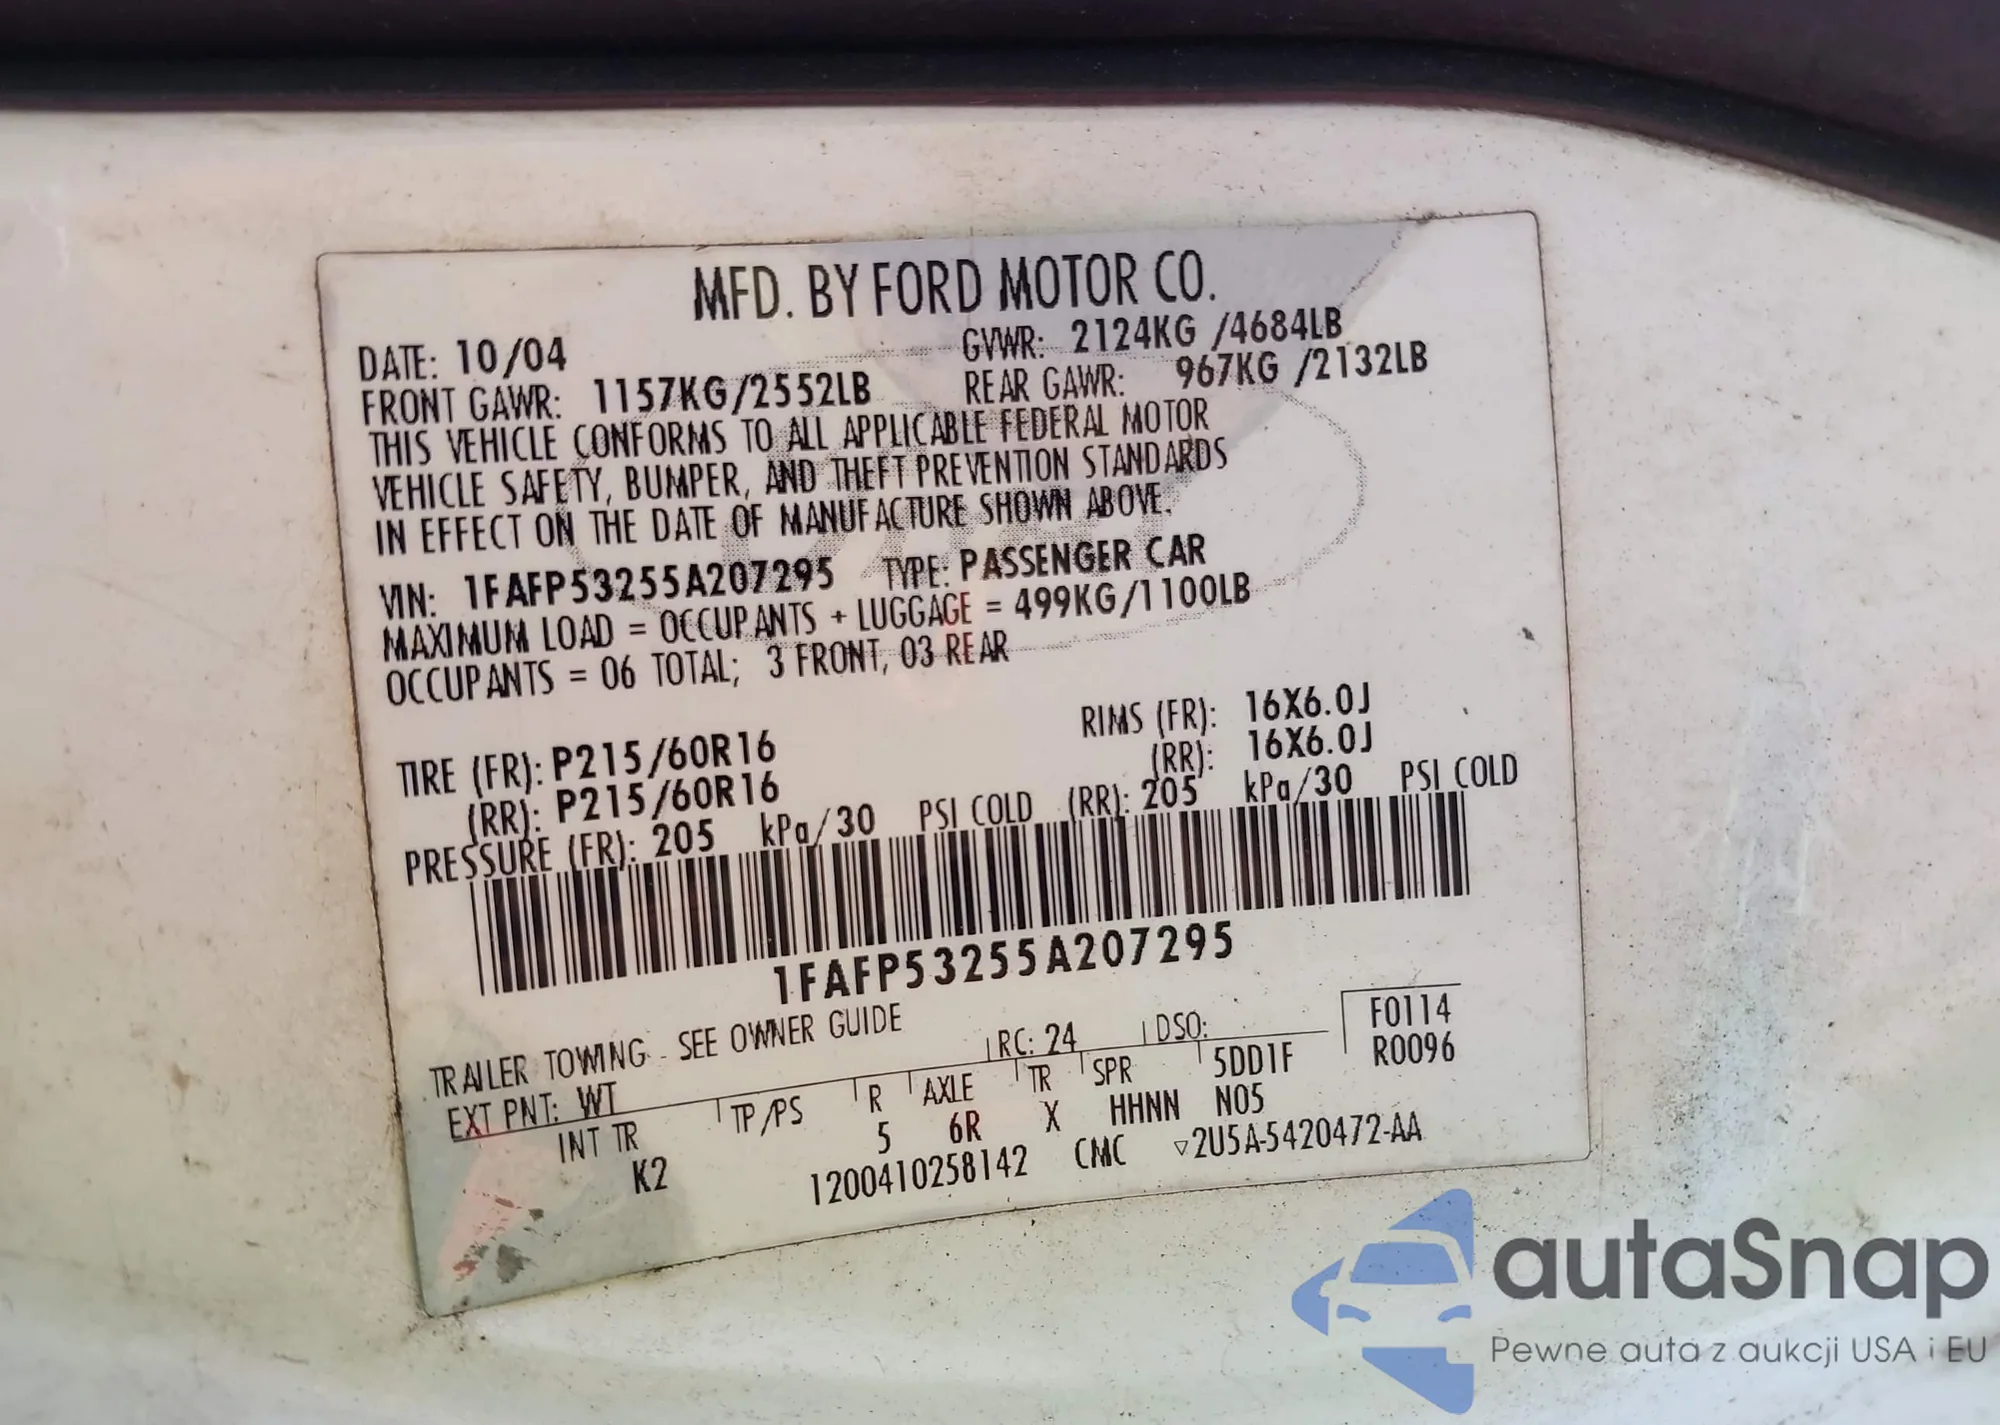 MFD. BY FORD MOTOR CO.
DATE: 10/04 GVWR: 2124KG /4684LB
FRONT GAWR: 1157KG/2552LB REAR GAWR: 967KG /2132LB
THIS VEHICLE CONFORMS TO ALL APPLICABLE FEDERAL MOTOR
VEHICLE SAFETY, BUMPER, AND THEFT PREVENTION STANDARDS
IN EFFECT ON THE DATE OF MANUFACTURE SHOWN ABOVE.
VIN: 1FAFP53255A207295 TYPE: PASSENGER CAR
MAXIMUM LOAD = OCCUPANTS + LUGGAGE = 499KG/1100LB
OCCUPANTS = 06 TOTAL; 3 FRONT, 03 REAR
TIRE (FR): P215/60R16 RIMS (FR): 16X6.0J
(RR): P215/60R16 (RR): 16X6.0J
PRESSURE (FR): 205 kPa/30 PSI COLD (RR): 205 kPa/30 PSI COLD
1FAFP53255A207295
TRAILER TOWING - SEE OWNER GUIDE
EXT PNT: WT RC: 24 DSO: F0114
INT TR TP/PS R AXLE TR SPR 5DD1F R0096
K2 5 6R X HHNN N05
1200410258142 CMC ▽2U5A-5420472-AA
autaSnap
Pewne auta z aukcji USA i EU